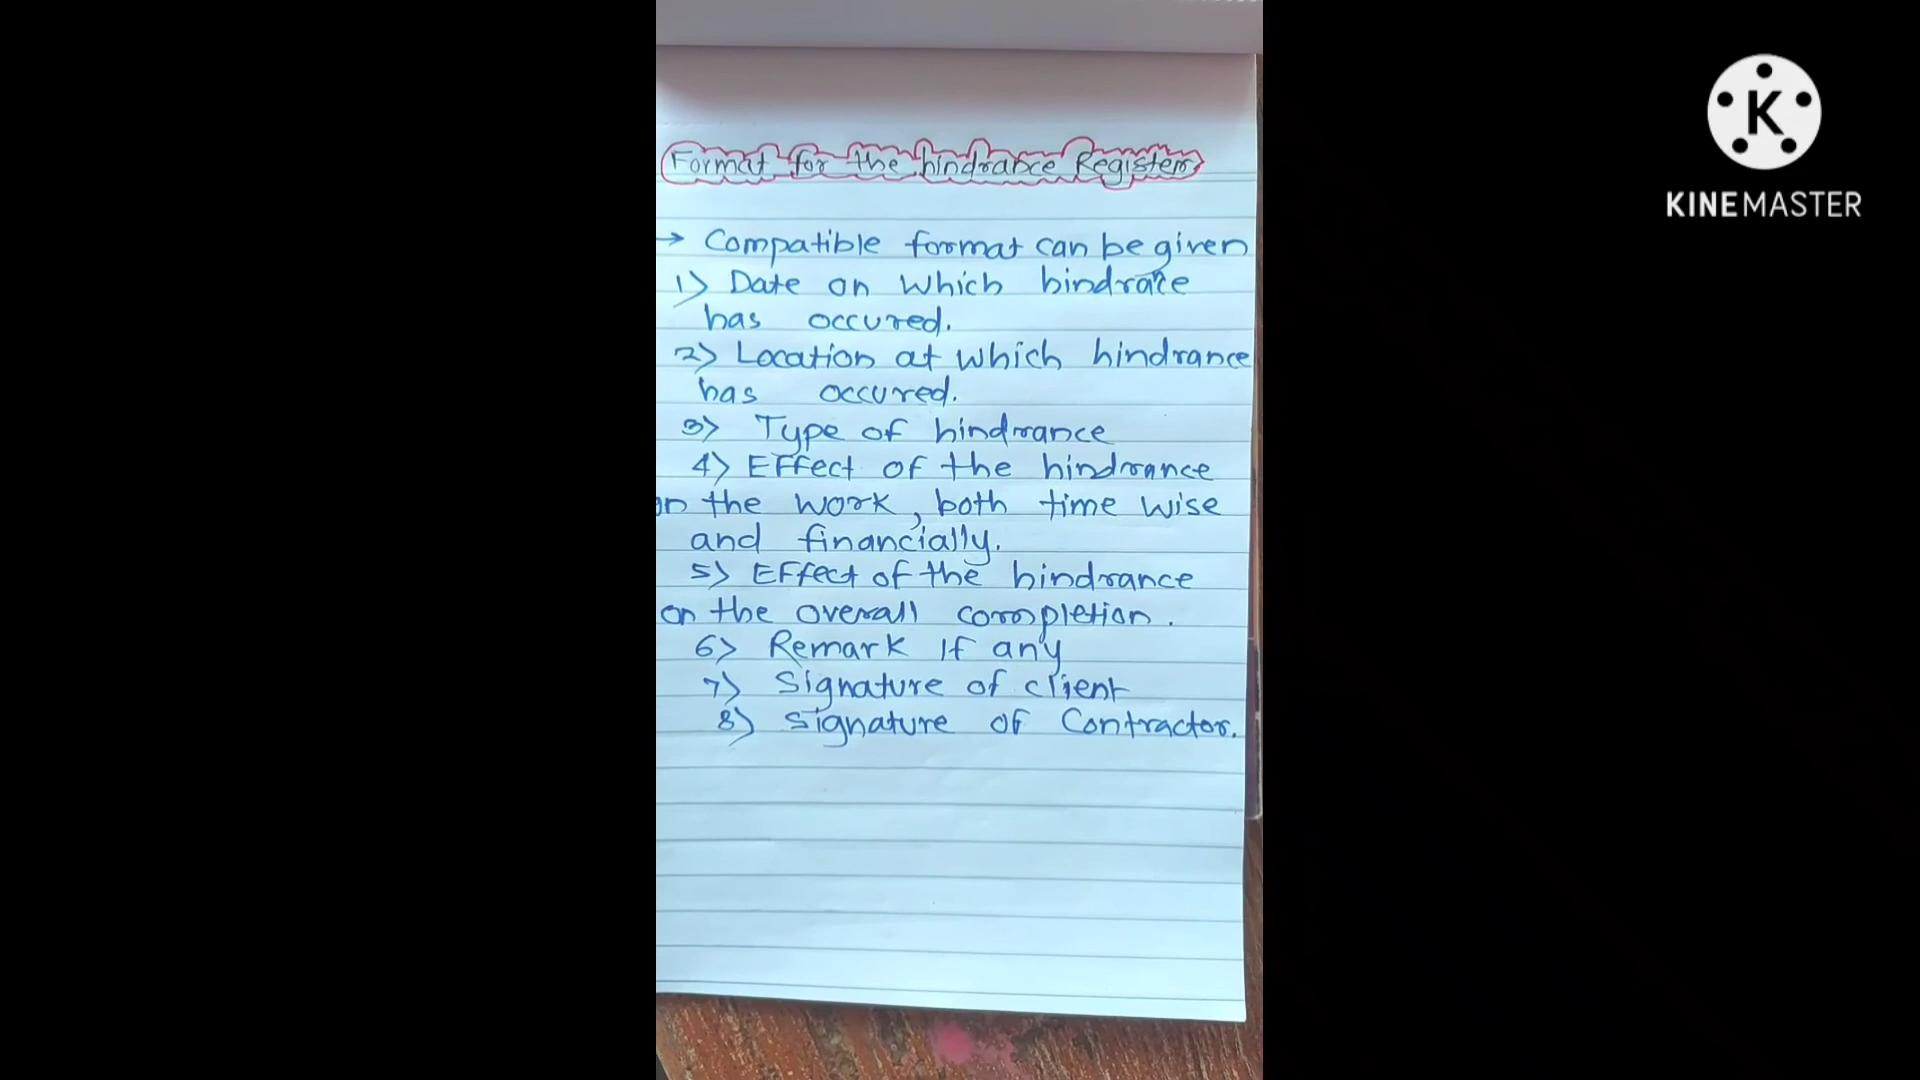 Format for the hindrance Register
→ Compatible format can be given
1) Date on which hindrance
has occured.
2) Location at which hindrance
has occured.
3) Type of hindrance
4) Effect of the hindrance
on the work, both time wise
and financially.
5) Effect of the hindrance
on the overall completion.
6) Remark if any
7) Signature of client
8) signature of Contractor.
K
KINEMASTER